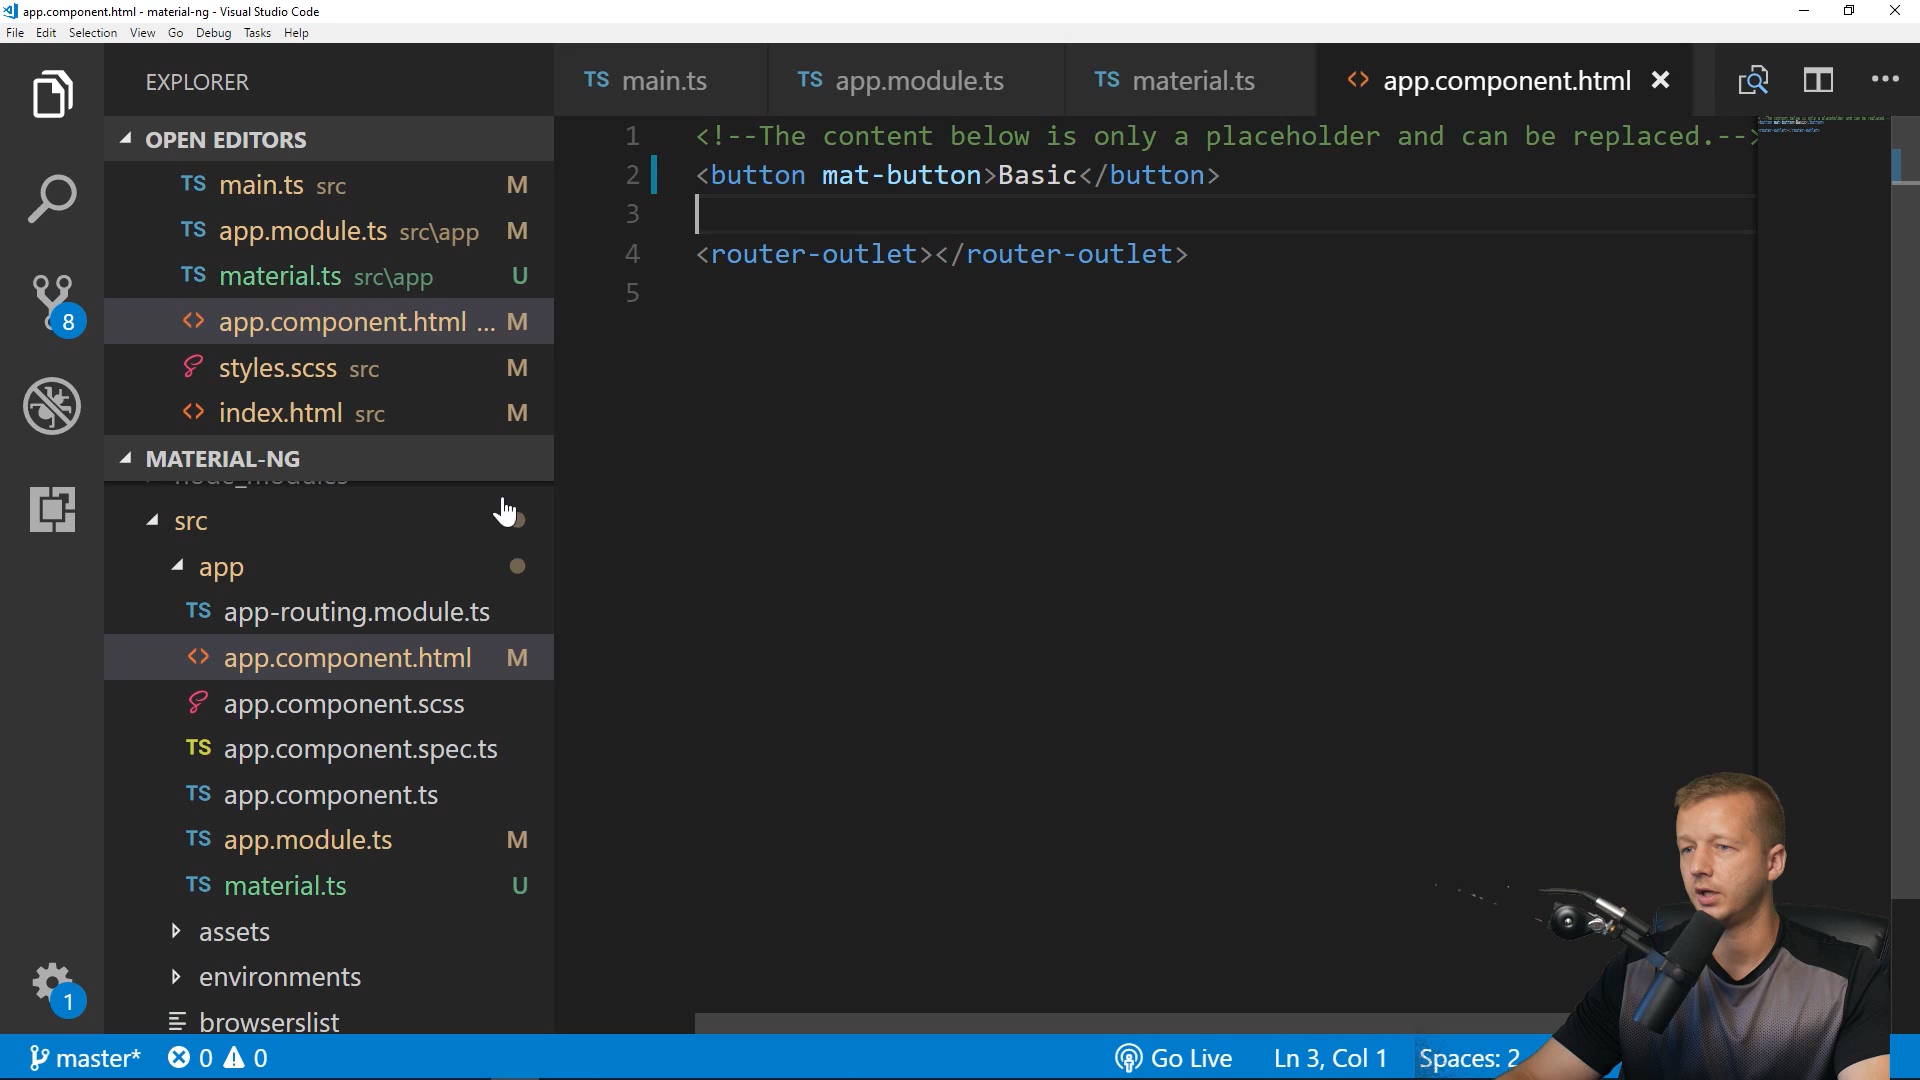 app.component.html - material-ng - Visual Studio Code
File Edit Selection View Go Debug Tasks Help
EXPLORER
TS main.ts
TS app.module.ts
TS material.ts
<> app.component.html
OPEN EDITORS
TS main.ts src M
TS app.module.ts src\app M
TS material.ts src\app U
<> app.component.html ... M
styles.scss src M
<> index.html src M
MATERIAL-NG
node_modules
src
app
TS app-routing.module.ts
<> app.component.html M
app.component.scss
TS app.component.spec.ts
TS app.component.ts
TS app.module.ts M
TS material.ts U
assets
environments
browserslist
8
1
1 <!--The content below is only a placeholder and can be replaced.-->
2 <button mat-button>Basic</button>
3
4 <router-outlet></router-outlet>
5
master* 0 0 Go Live Ln 3, Col 1 Spaces: 2